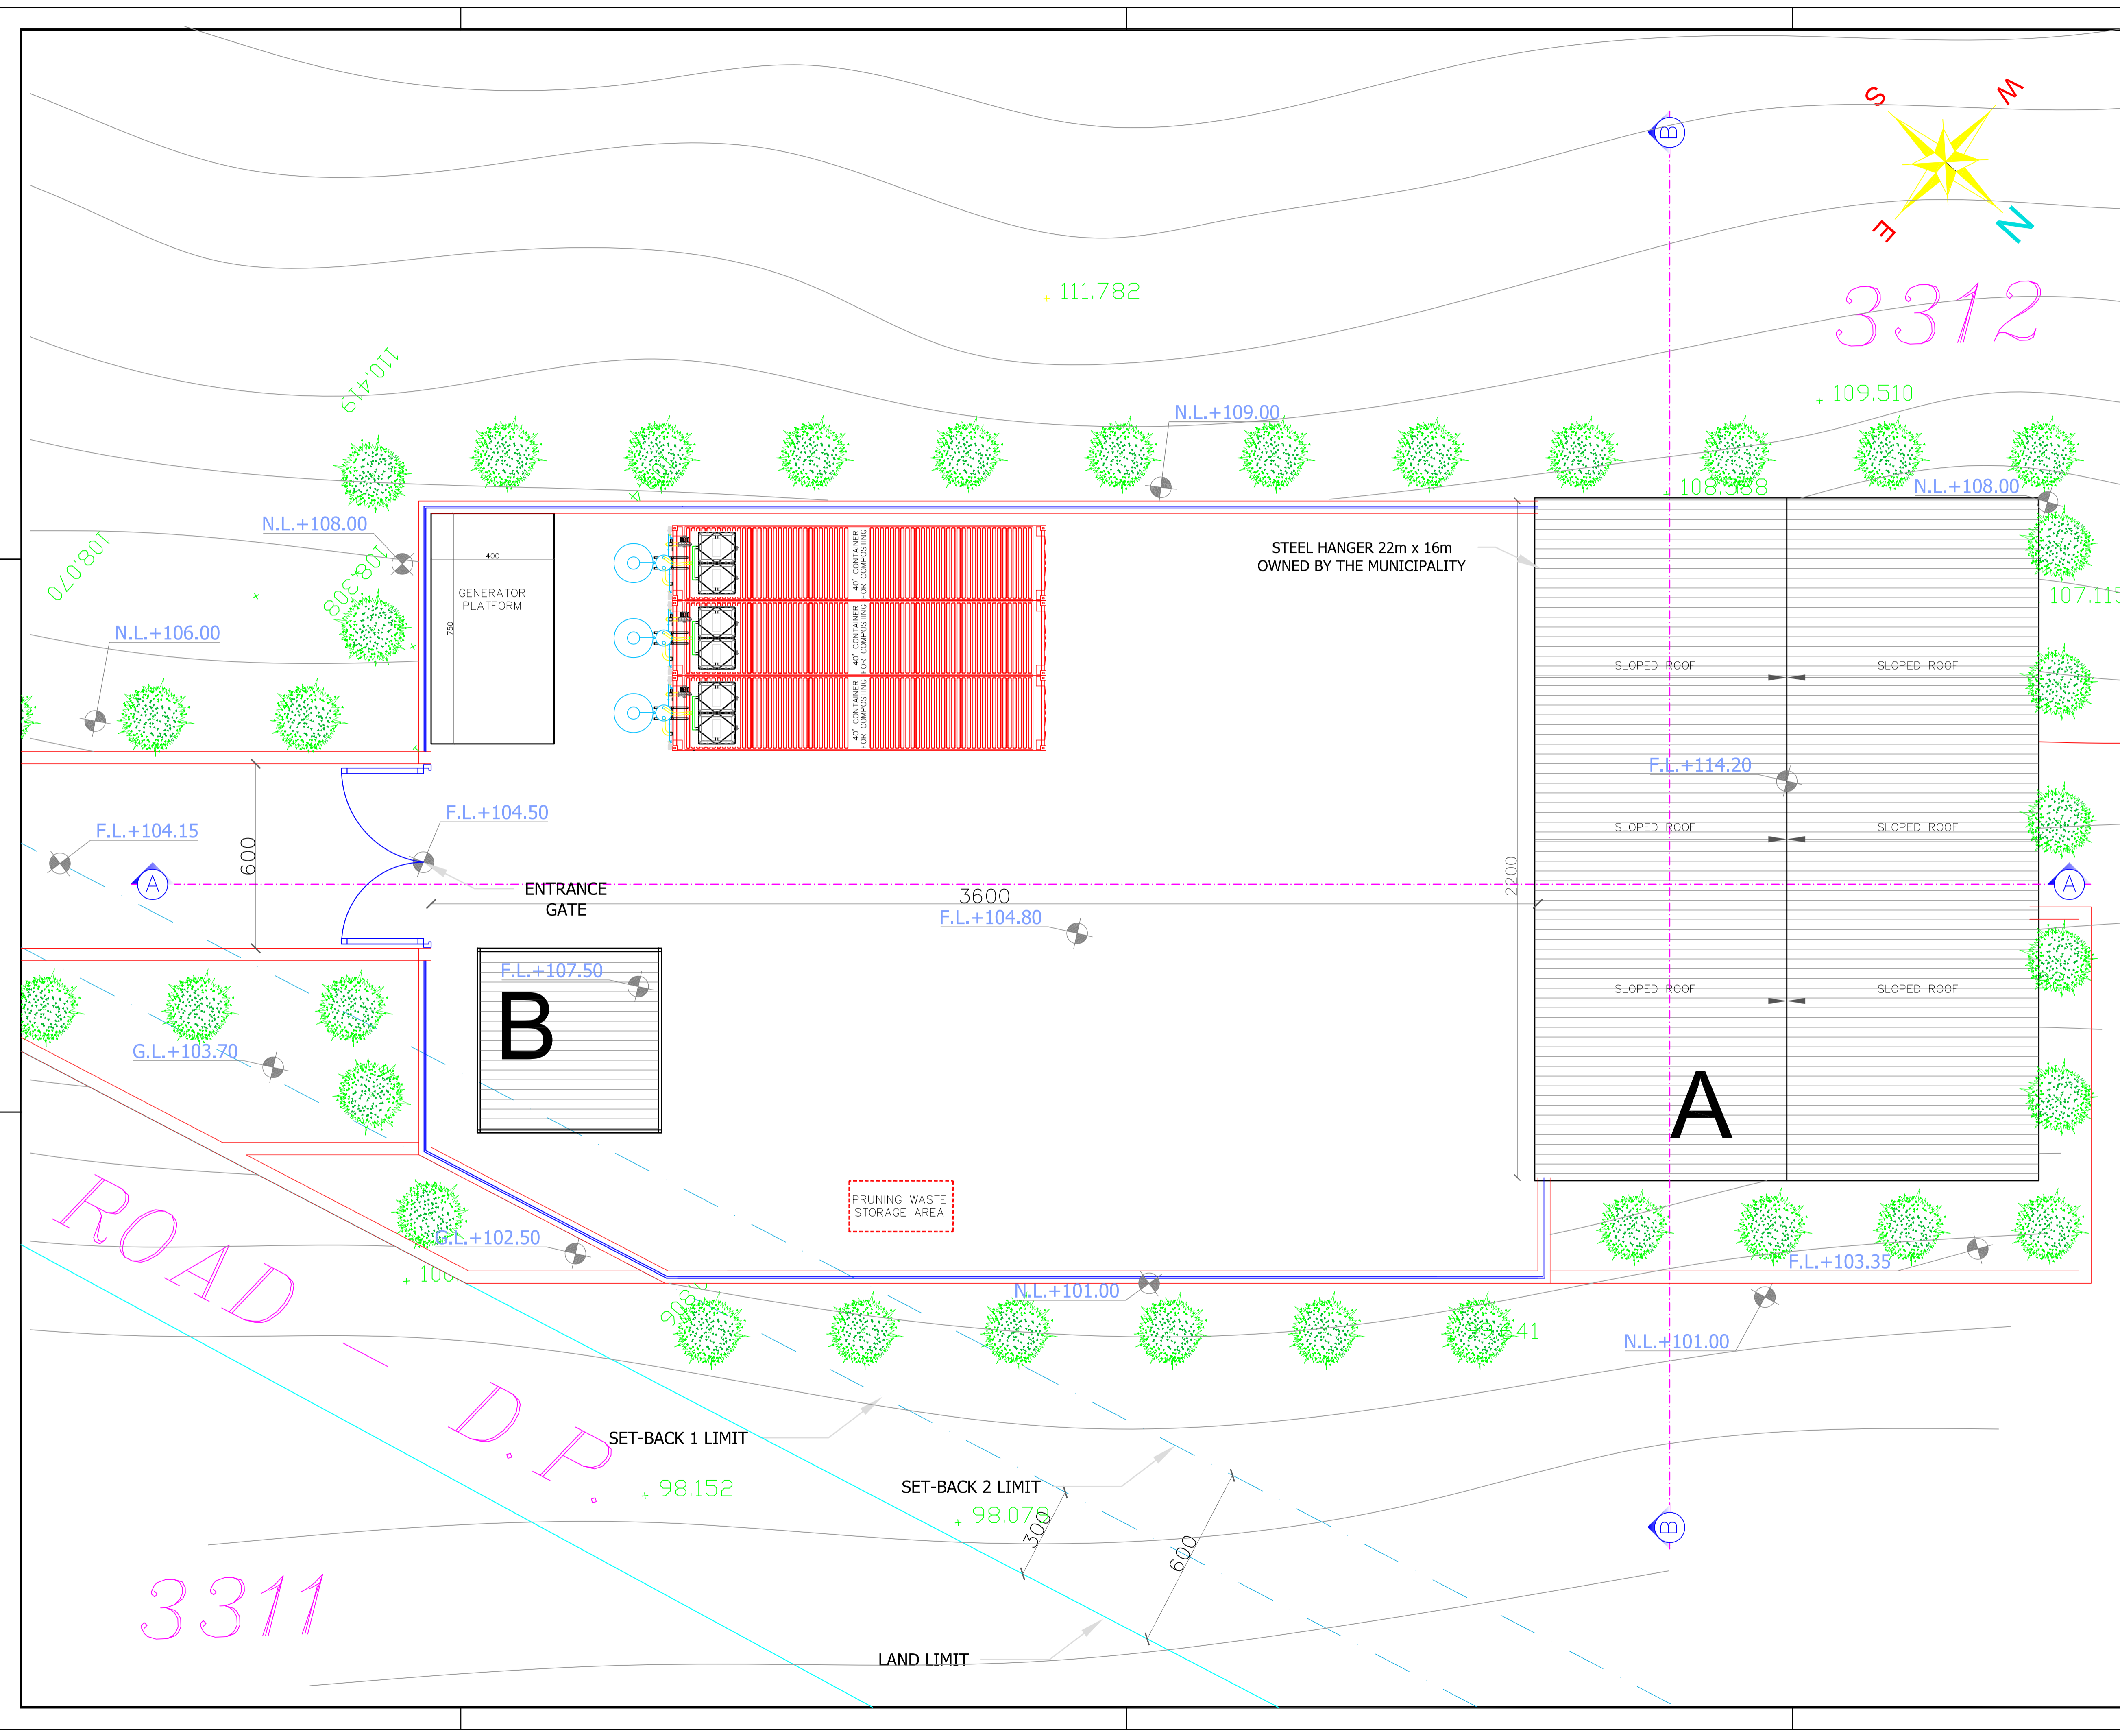 S
W
E
N
3312
111.782
110.419
109.510
N.L.+109.00
108.588
N.L.+108.00
N.L.+108.00
108.070
108.308
N.L.+106.00
400
750
GENERATOR
PLATFORM
40" CONTAINER
FOR COMPOSTING
40" CONTAINER
FOR COMPOSTING
40" CONTAINER
FOR COMPOSTING
STEEL HANGER 22m x 16m
OWNED BY THE MUNICIPALITY
107.115
SLOPED ROOF
SLOPED ROOF
F.L.+114.20
SLOPED ROOF
SLOPED ROOF
SLOPED ROOF
SLOPED ROOF
F.L.+104.15
600
F.L.+104.50
A
A
ENTRANCE
GATE
3600
2200
F.L.+104.80
F.L.+107.50
B
A
G.L.+103.70
PRUNING WASTE
STORAGE AREA
G.L.+102.50
N.L.+101.00
F.L.+103.35
N.L.+101.00
ROAD
D.P.
SET-BACK 1 LIMIT
SET-BACK 2 LIMIT
98.152
98.079
300
600
B
B
3311
LAND LIMIT